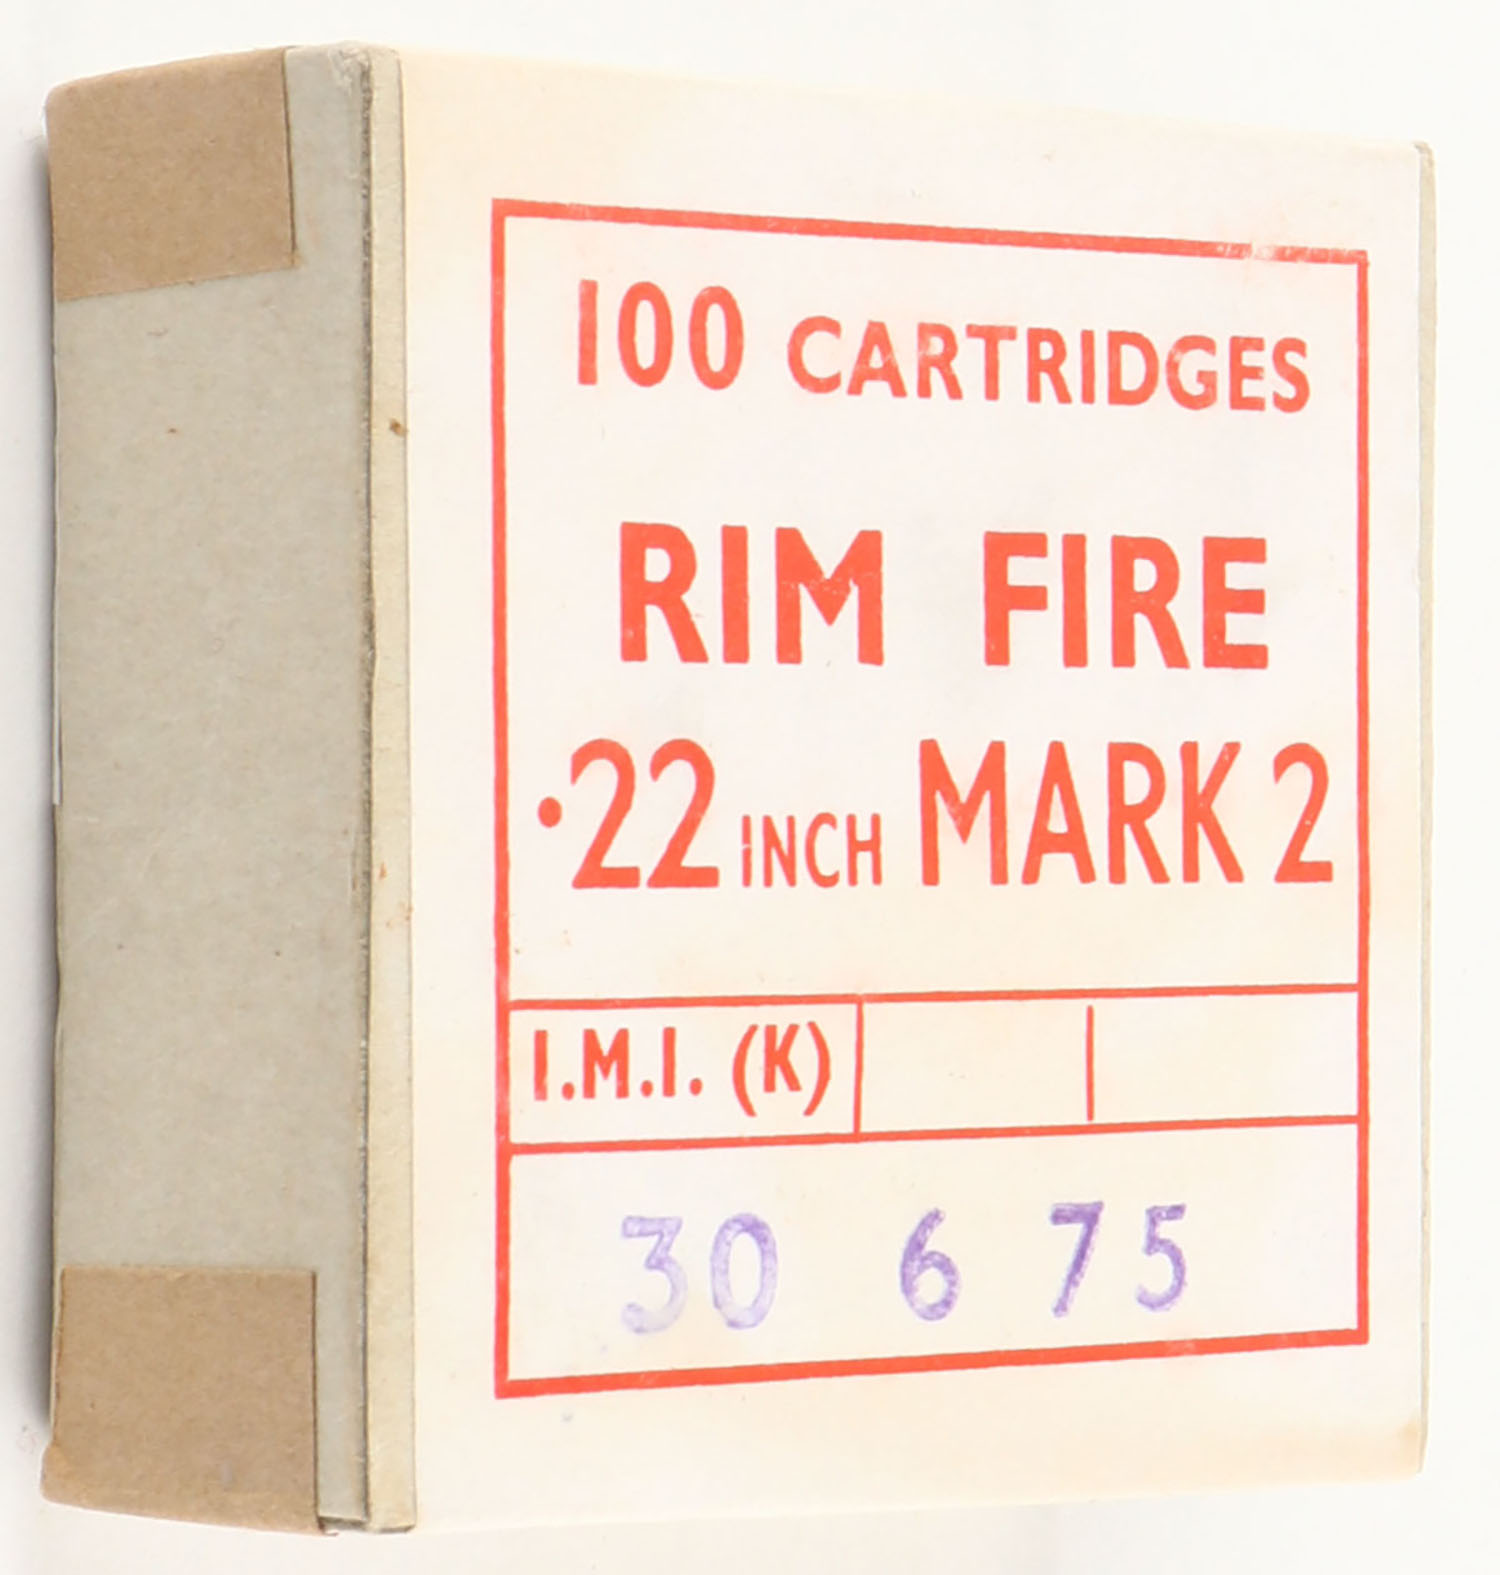 100 CARTRIDGES
RIM FIRE
·22 INCH MARK 2
I.M.I. (K)
30 6 75